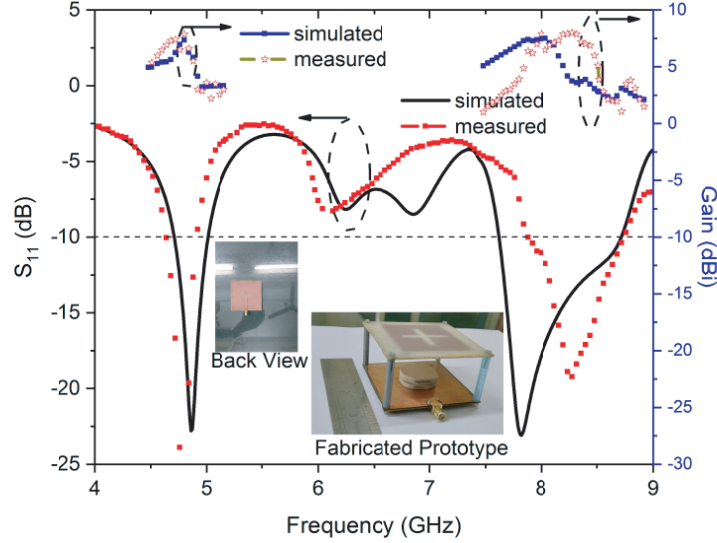 simulated
measured
simulated
measured
5
0
-5
-10
-15
-20
-25
S11 (dB)
10
5
0
-5
-10
-15
-20
-25
-30
Gain (dBi)
Back View
Fabricated Prototype
4
5
6
7
8
9
Frequency (GHz)